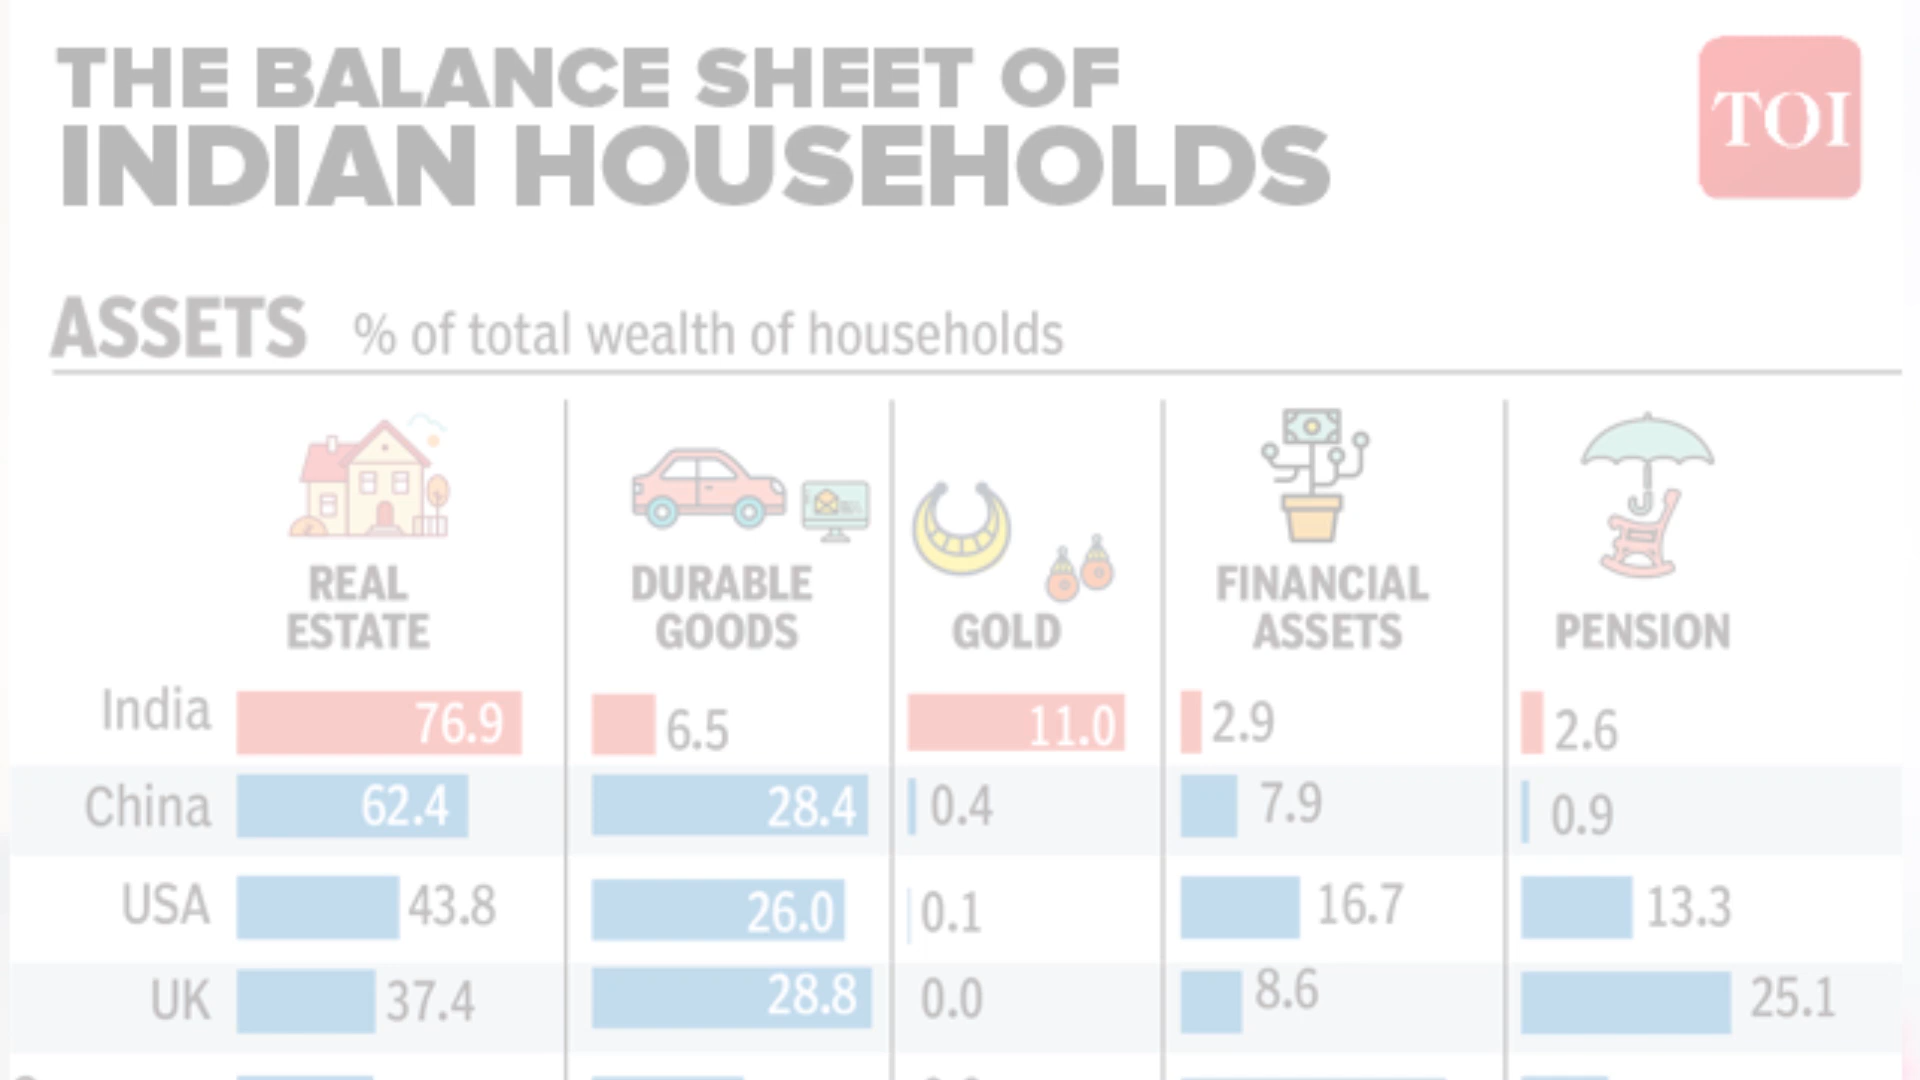 THE BALANCE SHEET OF
INDIAN HOUSEHOLDS
TOI
ASSETS % of total wealth of households
REAL ESTATE
DURABLE GOODS
GOLD
FINANCIAL ASSETS
PENSION
India 76.9 6.5 11.0 2.9 2.6
China 62.4 28.4 0.4 7.9 0.9
USA 43.8 26.0 0.1 16.7 13.3
UK 37.4 28.8 0.0 8.6 25.1